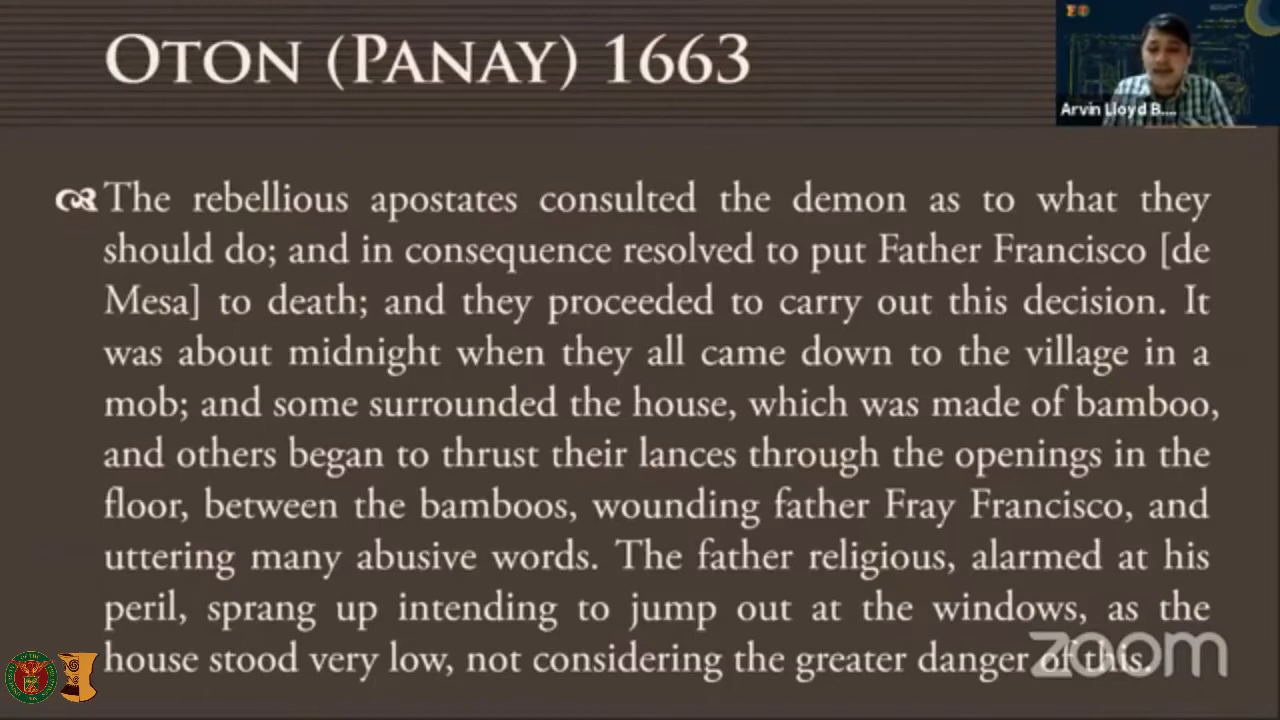 OTON (PANAY) 1663
Arvin Lloyd B....
The rebellious apostates consulted the demon as to what they
should do; and in consequence resolved to put Father Francisco [de
Mesa] to death; and they proceeded to carry out this decision. It
was about midnight when they all came down to the village in a
mob; and some surrounded the house, which was made of bamboo,
and others began to thrust their lances through the openings in the
floor, between the bamboos, wounding father Fray Francisco, and
uttering many abusive words. The father religious, alarmed at his
peril, sprang up intending to jump out at the windows, as the
house stood very low, not considering the greater danger of this.
zoom